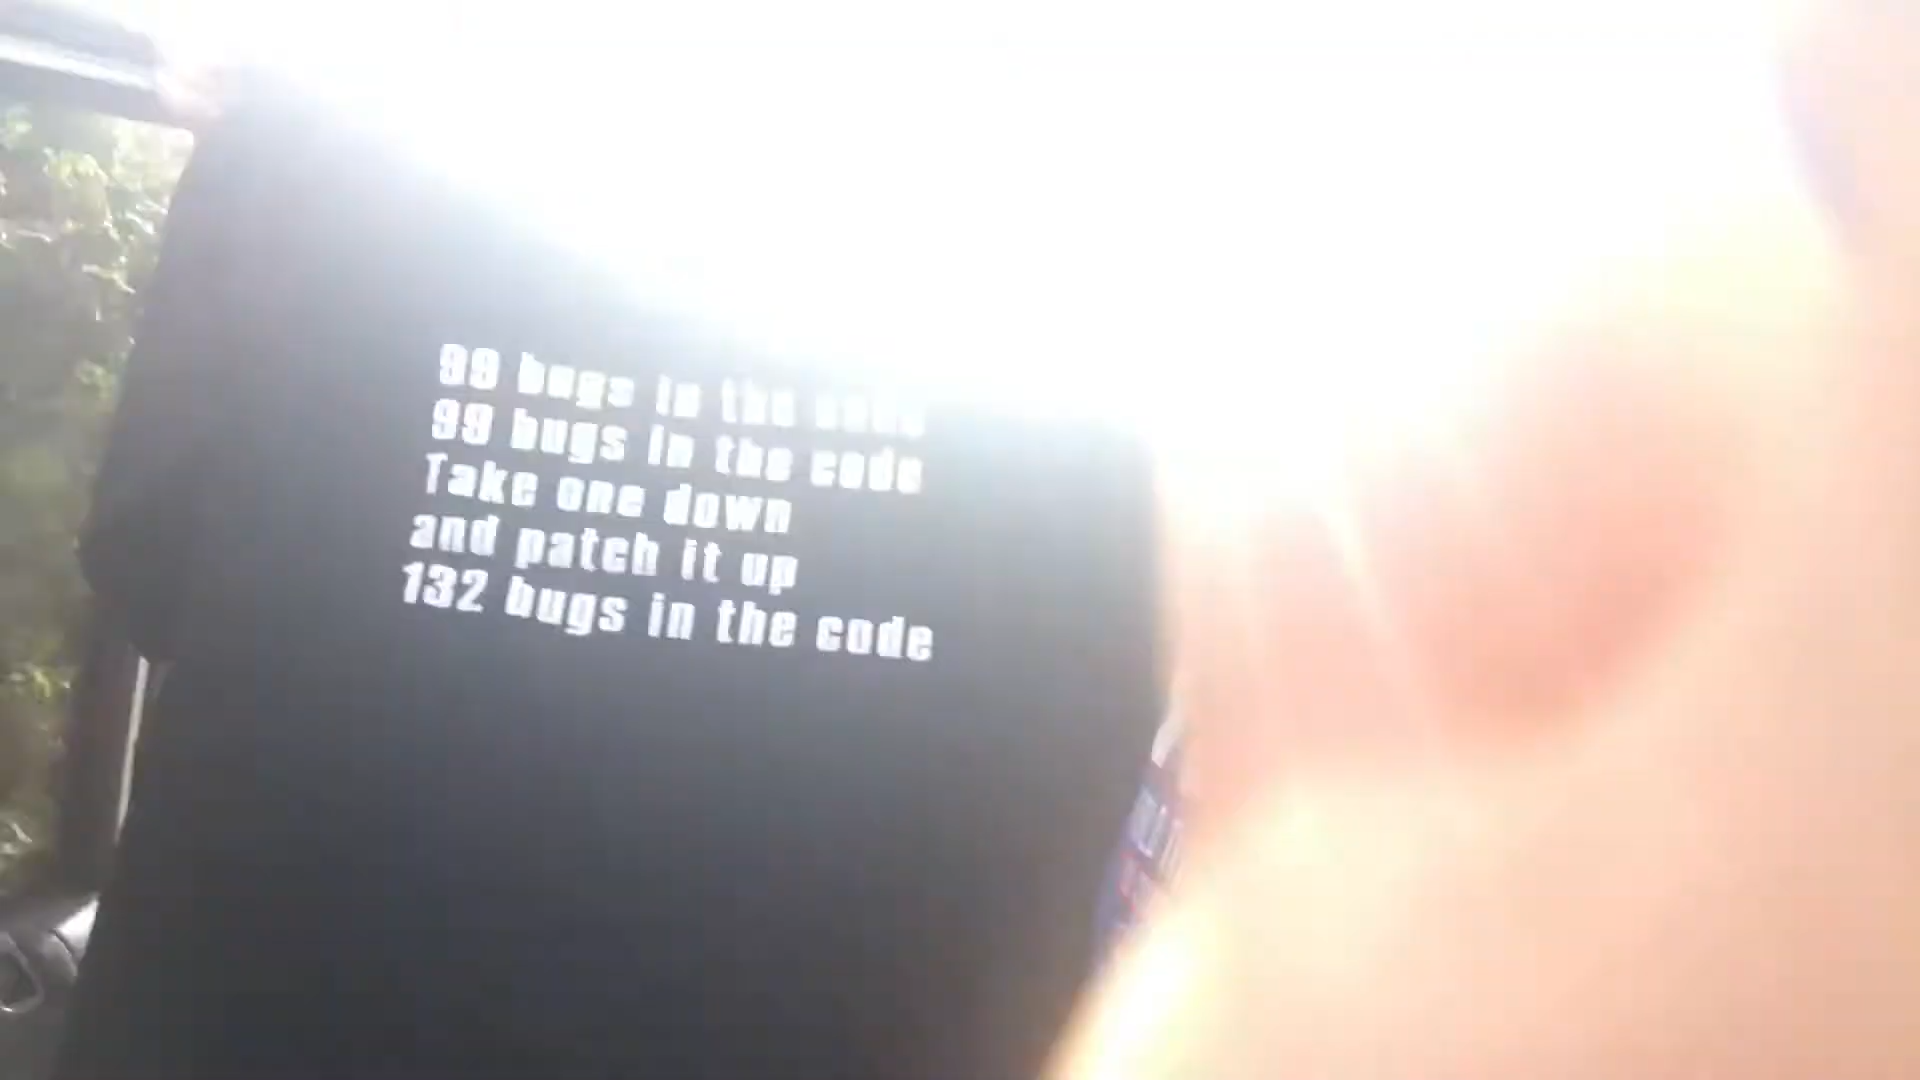 99 bugs in the code
99 bugs in the code
Take one down
and patch it up
132 bugs in the code